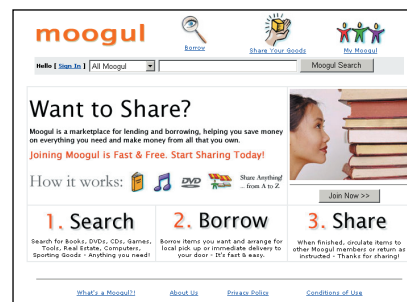 moogul
Borrow
Share Your Goods
My Moogul
Hello [ Sign In ] All Moogul Moogul Search
Want to Share?
Moogul is a marketplace for lending and borrowing, helping you save money
on everything you need and make money from all that you own.
Joining Moogul is Fast & Free. Start Sharing Today!
How it works: DVD Share Anything!
... from A to Z
Join Now >>
1. Search
Search for Books, DVDs, CDs, Games,
Tools, Real Estate, Computers,
Sporting Goods - Anything you need!
2. Borrow
Borrow items you want and arrange for
local pick up or immediate delivery to
your door - It's fast & easy.
3. Share
When finished, circulate items to
other Moogul members or return as
instructed - Thanks for sharing!
What's a Moogul?! About Us Privacy Policy Conditions of Use